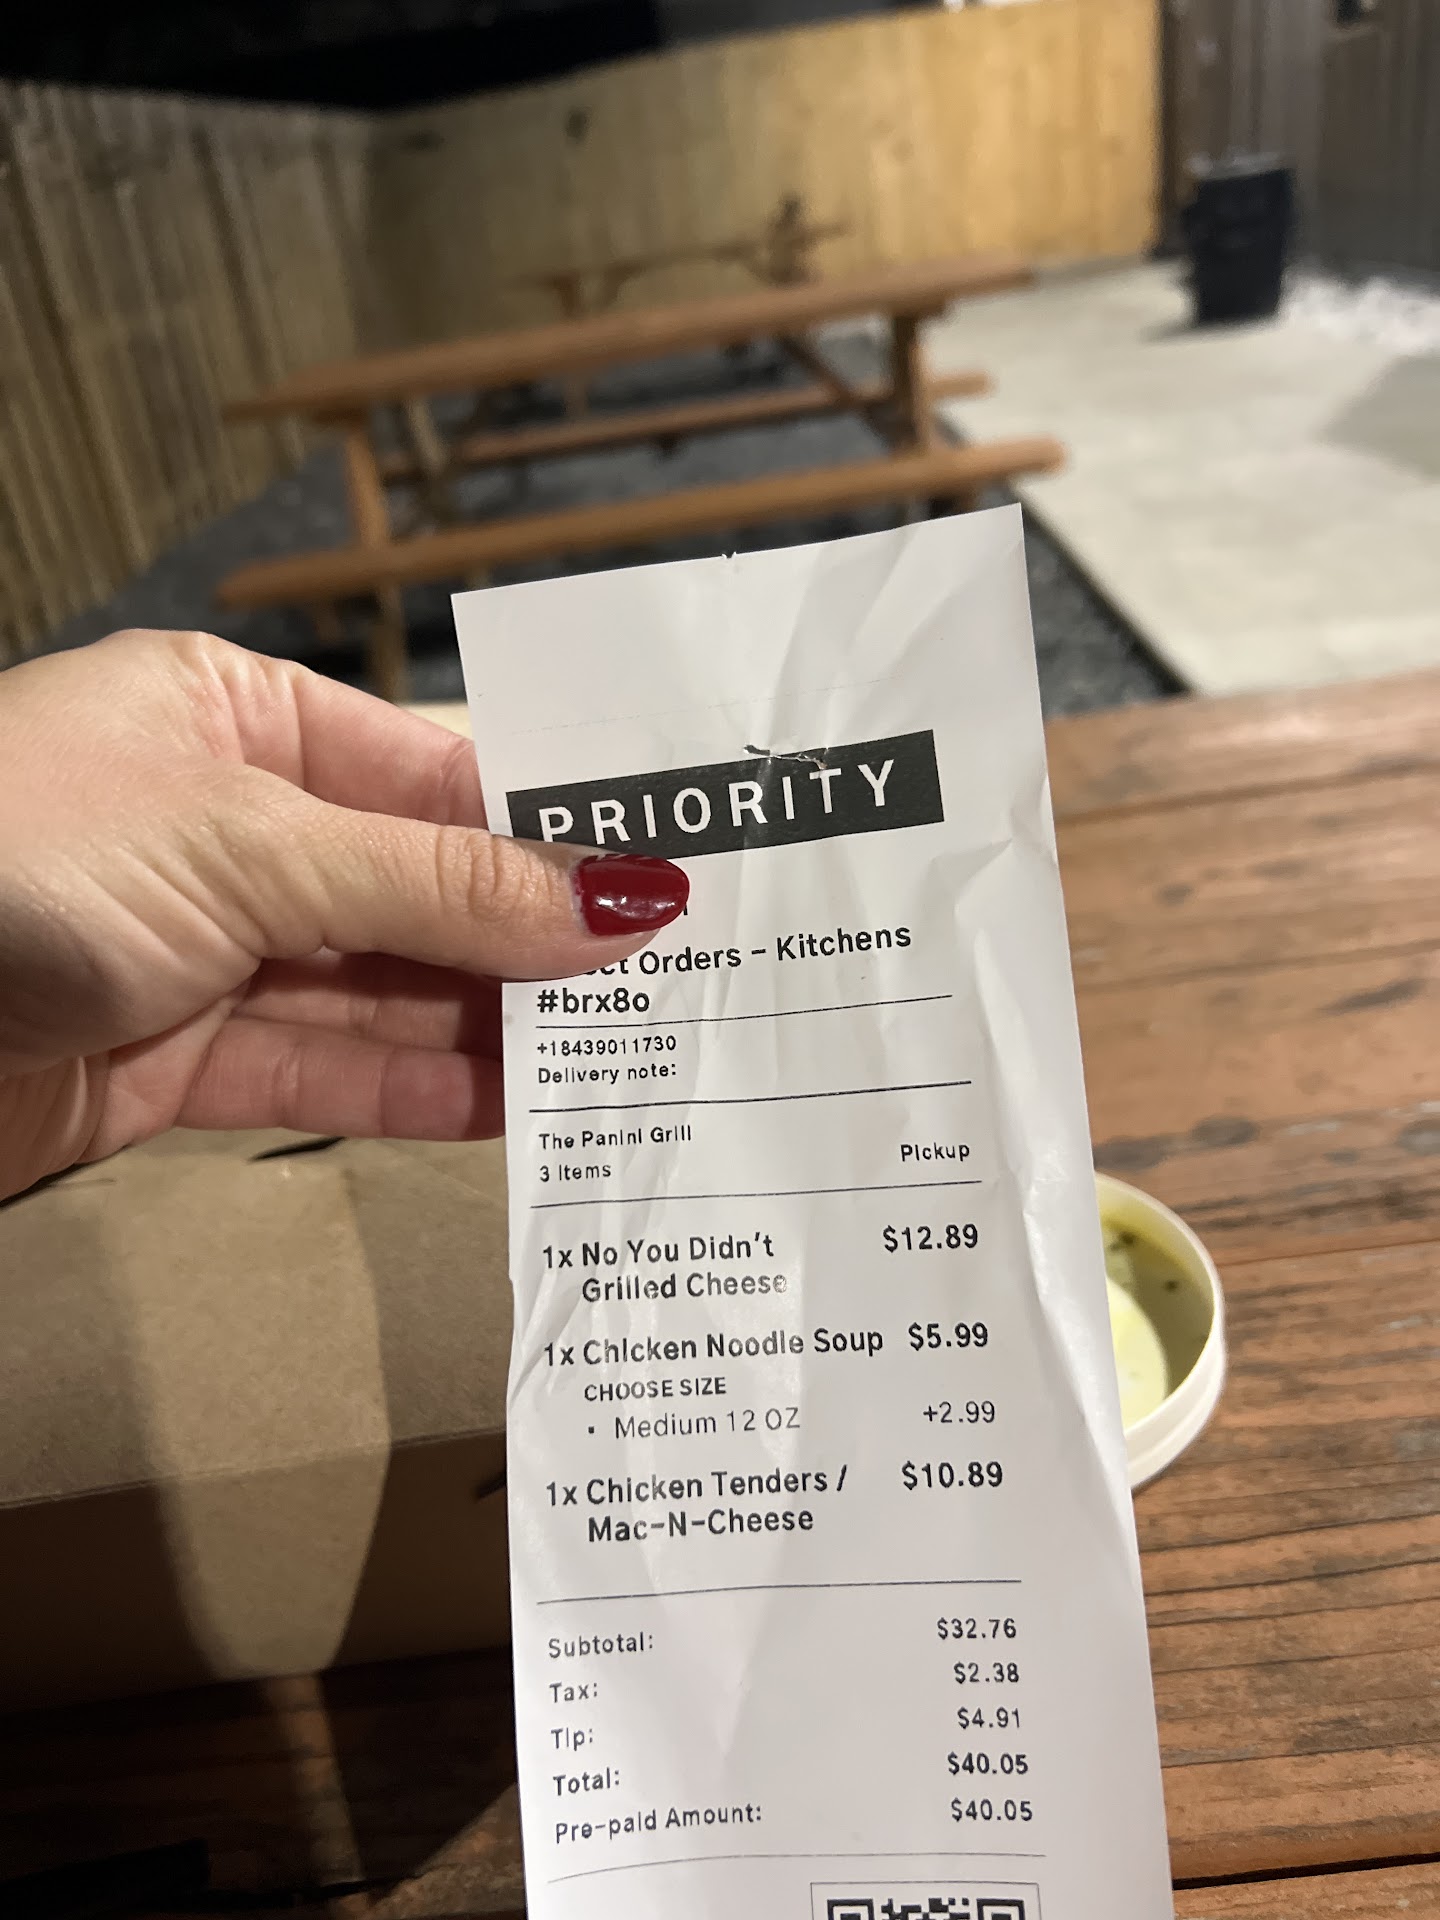 PRIORITY
Orders - Kitchens
#brx8o
+18439011730
Delivery note:
The Panini Grill
3 Items
Pickup
1x No You Didn't $12.89
Grilled Cheese
1x Chicken Noodle Soup $5.99
CHOOSE SIZE
• Medium 12 OZ +2.99
1x Chicken Tenders / $10.89
Mac-N-Cheese
Subtotal: $32.76
Tax: $2.38
Tip: $4.91
Total: $40.05
Pre-paid Amount: $40.05